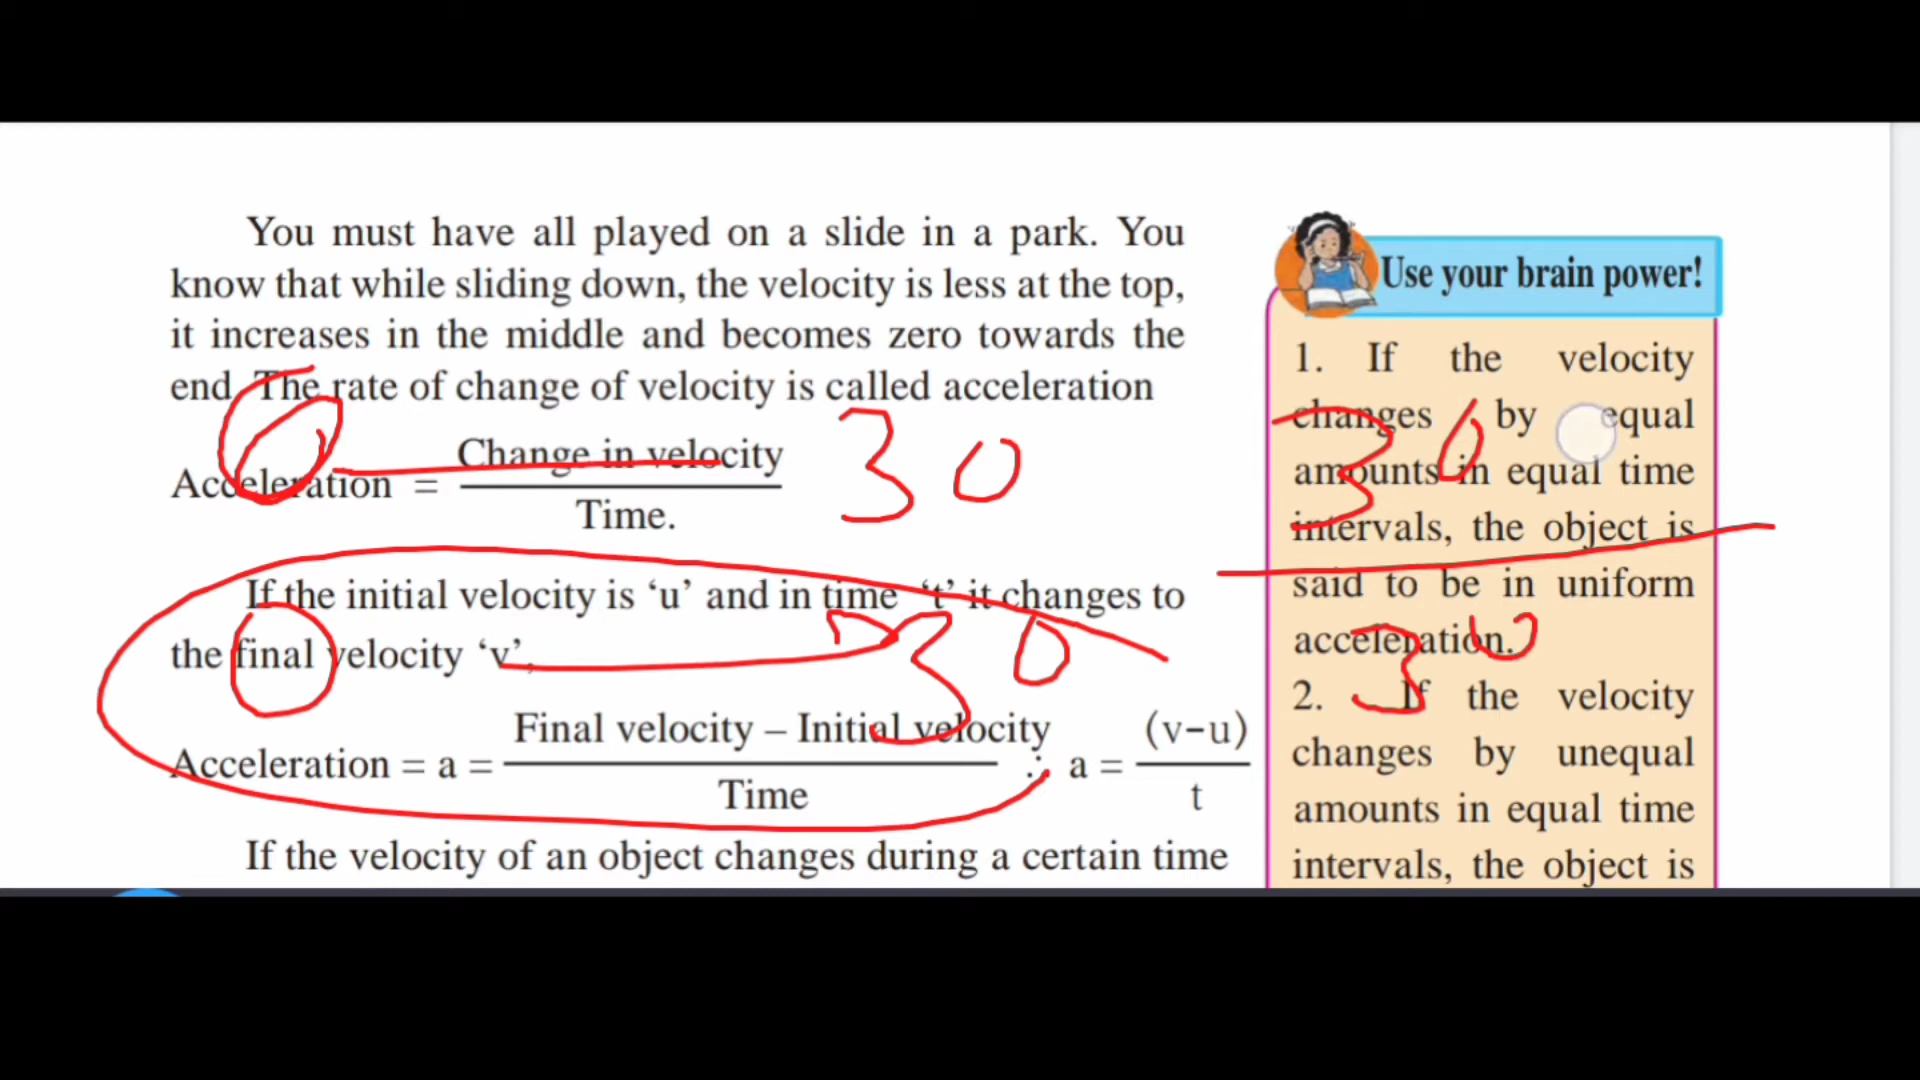 You must have all played on a slide in a park. You
know that while sliding down, the velocity is less at the top,
it increases in the middle and becomes zero towards the
end. The rate of change of velocity is called acceleration
Acceleration = Change in velocity
Time.
30
If the initial velocity is ‘u’ and in time ‘t’ it changes to
the final velocity ‘v’,
30
Acceleration = a = Final velocity – Initial velocity
Time
∴ a = (v-u)
t
If the velocity of an object changes during a certain time
Use your brain power!
1. If the velocity
changes by equal
amounts in equal time
intervals, the object is
said to be in uniform
acceleration.
2. If the velocity
changes by unequal
amounts in equal time
intervals, the object is
30
30